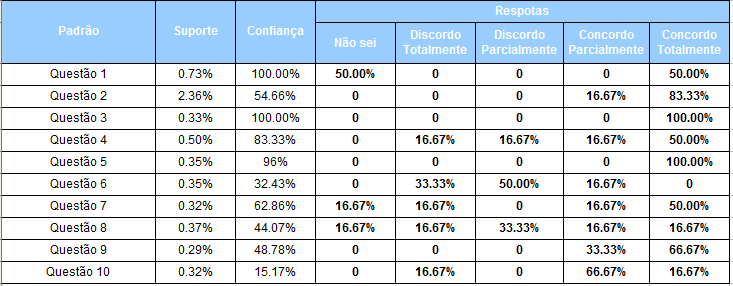 Padrão Suporte Confiança Respotas
Não sei Discordo Totalmente Discordo Parcialmente Concordo Parcialmente Concordo Totalmente
Questão 1 0.73% 100.00% 50.00% 0 0 0 50.00%
Questão 2 2.36% 54.66% 0 0 0 16.67% 83.33%
Questão 3 0.33% 100.00% 0 0 0 0 100.00%
Questão 4 0.50% 83.33% 0 16.67% 16.67% 16.67% 50.00%
Questão 5 0.35% 96% 0 0 0 0 100.00%
Questão 6 0.35% 32.43% 0 33.33% 50.00% 16.67% 0
Questão 7 0.32% 62.86% 16.67% 16.67% 0 16.67% 50.00%
Questão 8 0.37% 44.07% 16.67% 16.67% 33.33% 16.67% 16.67%
Questão 9 0.29% 48.78% 0 0 0 33.33% 66.67%
Questão 10 0.32% 15.17% 0 16.67% 0 66.67% 16.67%